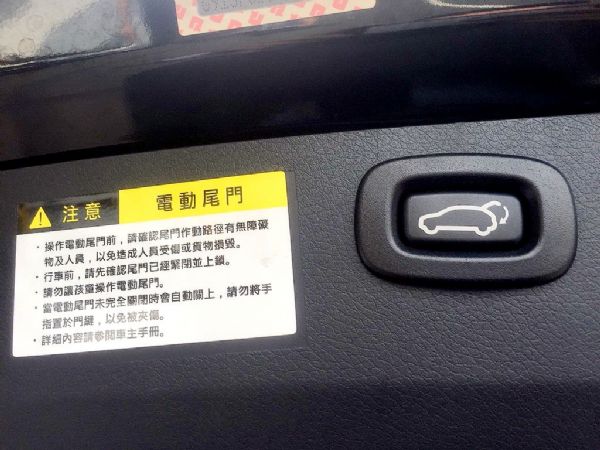 注意 電動尾門
・操作電動尾門前，請確認尾門作動路徑有無障礙
物及人員，以免造成人員受傷或貨物損毀。
・行車前，請先確認尾門已經緊閉並上鎖。
・請勿讓孩童操作電動尾門。
・當電動尾門未完全關閉時會自動關上，請勿將手
指置於門縫，以免被夾傷。
・詳細內容請參閱車主手冊。